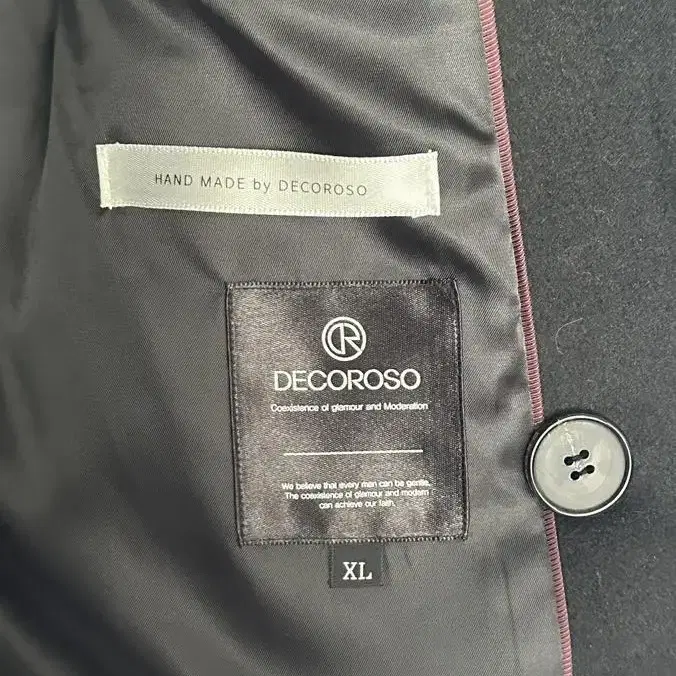 HAND MADE by DECOROSO
DECOROSO
Coexistence of glamour and Moderation
We believe that every man can be gentle.
The coexistence of glamour and modern
can achieve our faith.
XL